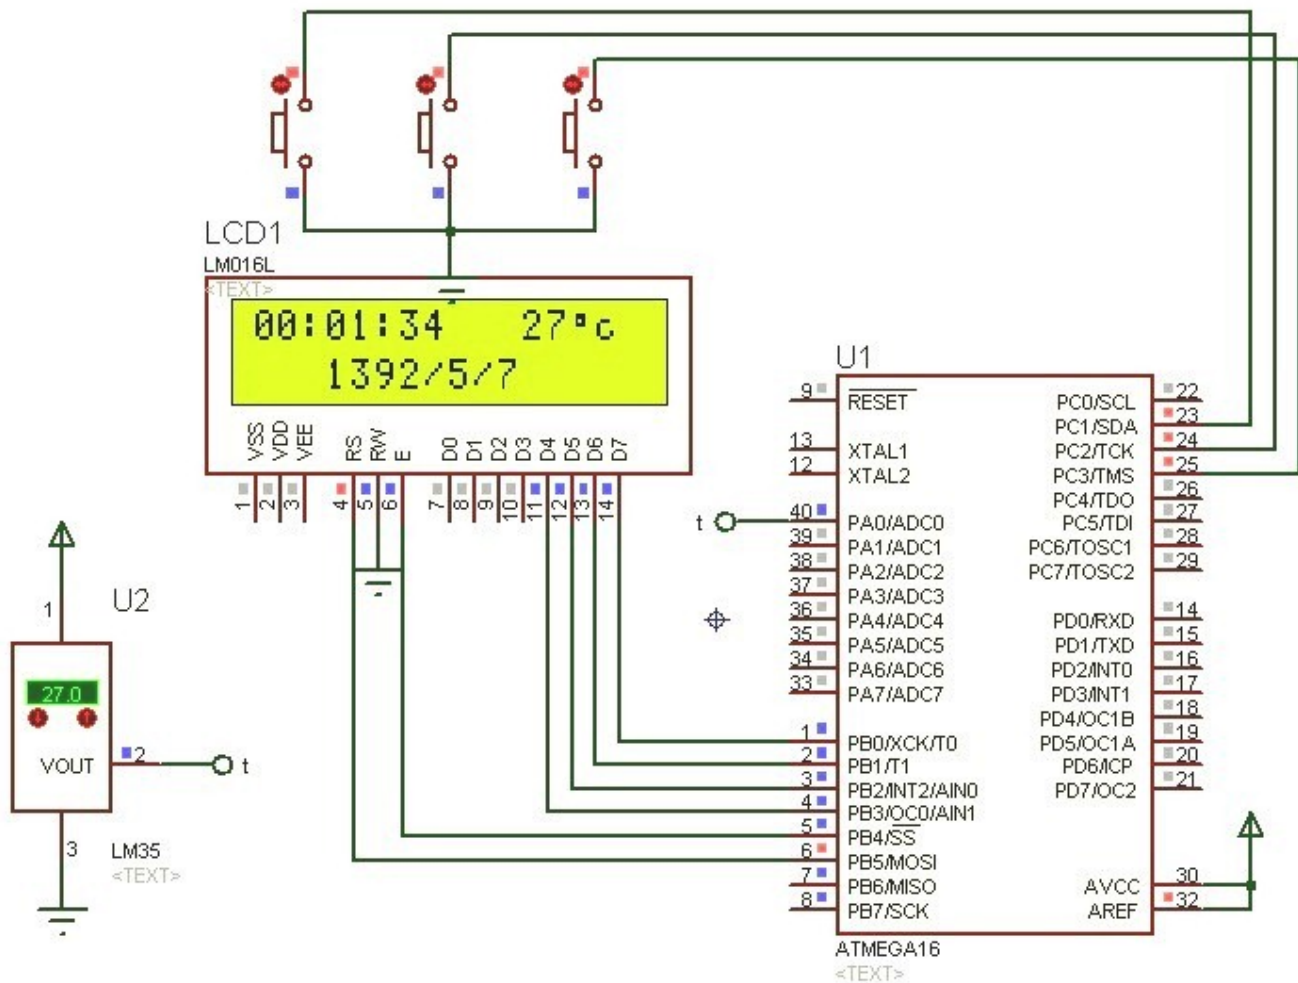 LCD1
LM016L
<TEXT>
00:01:34 27°c
1392/5/7
VSS VDD VEE RS RW E D0 D1 D2 D3 D4 D5 D6 D7
1 2 3 4 5 6 7 8 9 10 11 12 13 14
U2
1
27.0
VOUT
2 t
3
LM35
<TEXT>
U1
9 RESET PC0/SCL 22
PC1/SDA 23
13 XTAL1 PC2/TCK 24
12 XTAL2 PC3/TMS 25
PC4/TDO 26
t 40 PA0/ADC0 PC5/TDI 27
39 PA1/ADC1 PC6/TOSC1 28
38 PA2/ADC2 PC7/TOSC2 29
37 PA3/ADC3
36 PA4/ADC4 PD0/RXD 14
35 PA5/ADC5 PD1/TXD 15
34 PA6/ADC6 PD2/INT0 16
33 PA7/ADC7 PD3/INT1 17
PD4/OC1B 18
1 PB0/XCK/T0 PD5/OC1A 19
2 PB1/T1 PD6/ICP 20
3 PB2/INT2/AIN0 PD7/OC2 21
4 PB3/OC0/AIN1
5 PB4/SS
6 PB5/MOSI
7 PB6/MISO AVCC 30
8 PB7/SCK AREF 32
ATMEGA16
<TEXT>